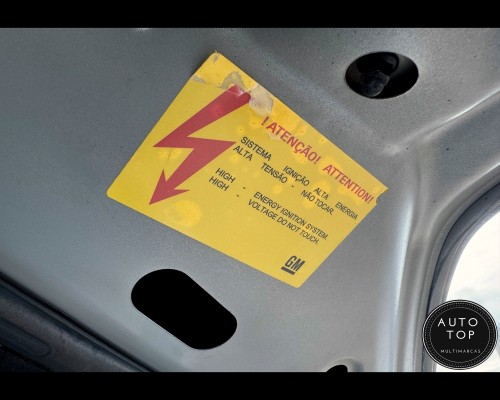 ! ATENÇÃO! ATTENTION!
SISTEMA IGNIÇÃO ALTA ENERGIA
ALTA TENSÃO - NÃO TOCAR
HIGH - ENERGY IGNITION SYSTEM.
HIGH - VOLTAGE DO NOT TOUCH.
GM
AUTO
TOP
MULTIMARCAS